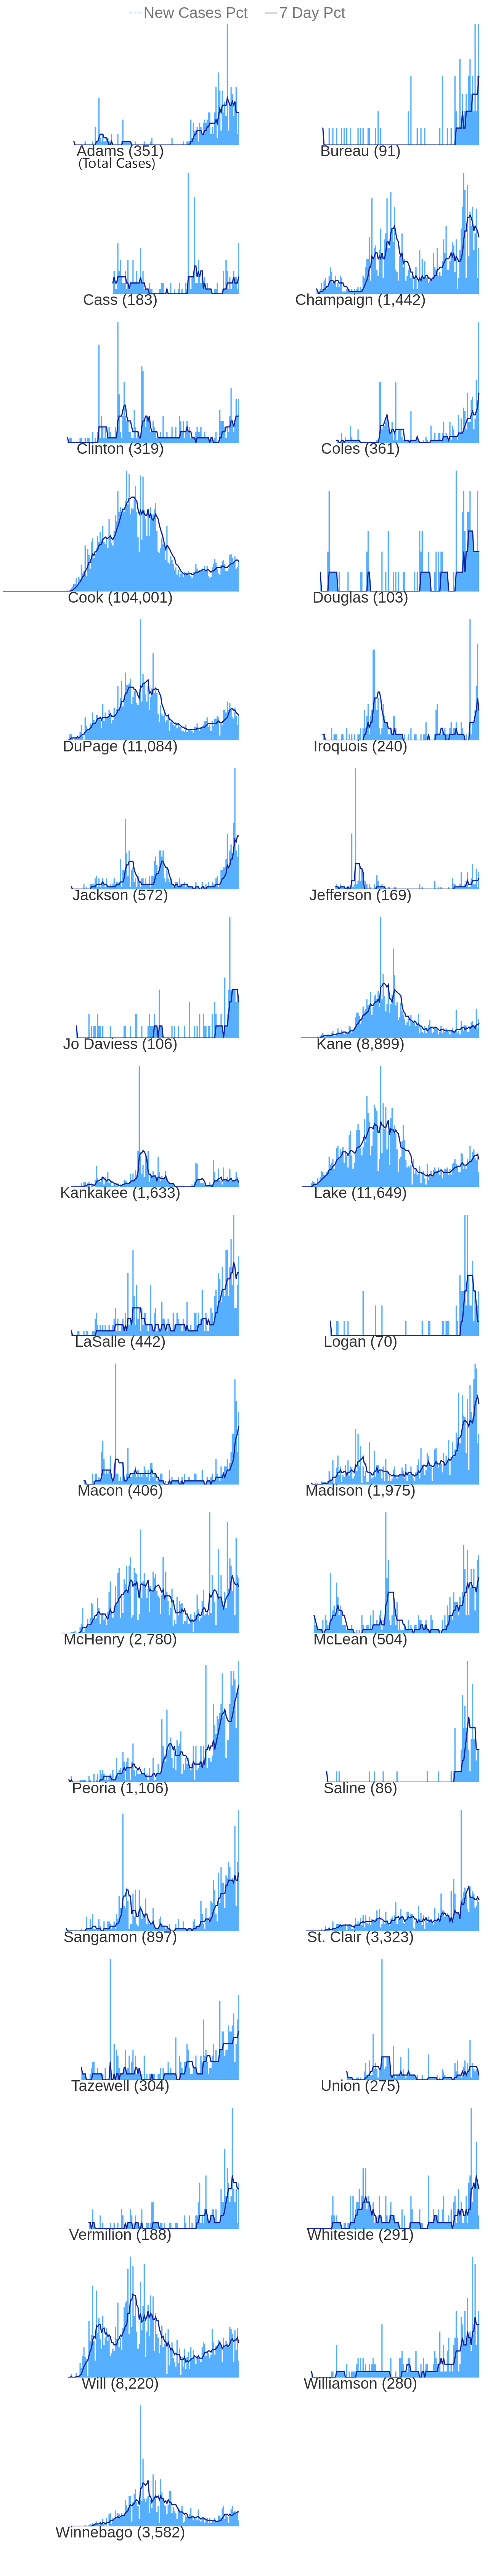 New Cases Pct 7 Day Pct
Adams (351) Bureau (91)
(Total Cases)
Cass (183) Champaign (1,442)
Clinton (319) Coles (361)
Cook (104,001) Douglas (103)
DuPage (11,084) Iroquois (240)
Jackson (572) Jefferson (169)
Jo Daviess (106) Kane (8,899)
Kankakee (1,633) Lake (11,649)
LaSalle (442) Logan (70)
Macon (406) Madison (1,975)
McHenry (2,780) McLean (504)
Peoria (1,106) Saline (86)
Sangamon (897) St. Clair (3,323)
Tazewell (304) Union (275)
Vermilion (188) Whiteside (291)
Will (8,220) Williamson (280)
Winnebago (3,582)